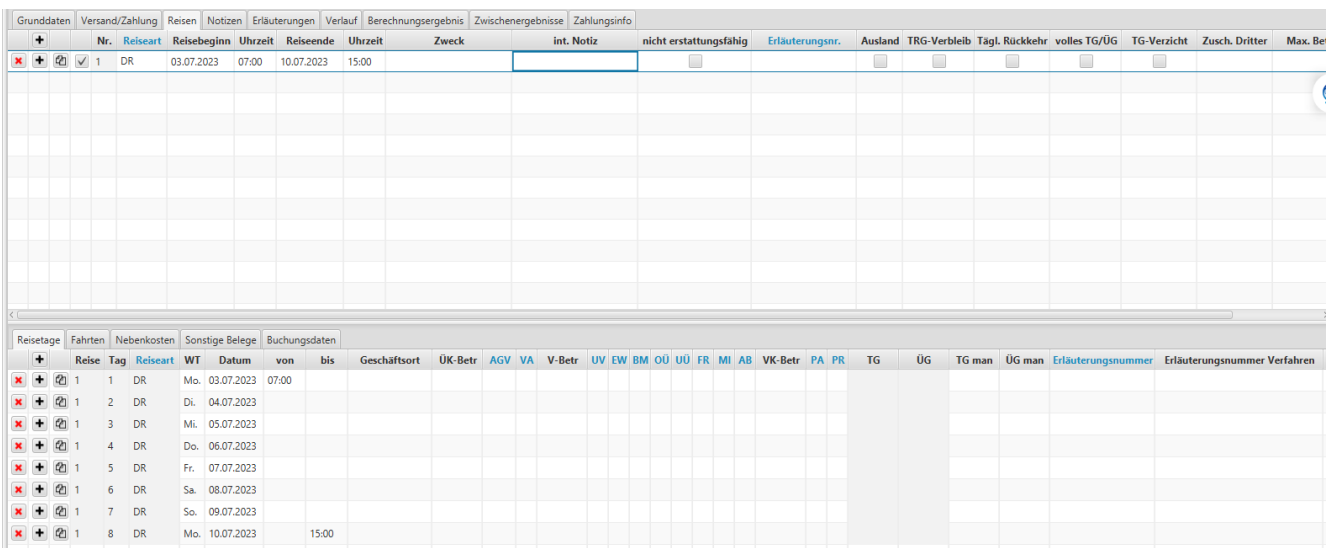 Grunddaten Versand/Zahlung Reisen Notizen Erläuterungen Verlauf Berechnungsergebnis Zwischenergebnisse Zahlungsinfo
Nr. Reiseart Reisebeginn Uhrzeit Reiseende Uhrzeit Zweck int. Notiz nicht erstattungsfähig Erläuterungsnr. Ausland TRG-Verbleib Tägl. Rückkehr volles TG/ÜG TG-Verzicht Zusch. Dritter Max. Bet
1 DR 03.07.2023 07:00 10.07.2023 15:00
Reisetage Fahrten Nebenkosten Sonstige Belege Buchungsdaten
Reise Tag Reiseart WT Datum von bis Geschäftsort ÜK-Betr AGV VA V-Betr UV EW BM OÜ UÜ FR MI AB VK-Betr PA PR TG ÜG TG man ÜG man Erläuterungsnummer Erläuterungsnummer Verfahren
1 1 DR Mo. 03.07.2023 07:00
1 2 DR Di. 04.07.2023
1 3 DR Mi. 05.07.2023
1 4 DR Do. 06.07.2023
1 5 DR Fr. 07.07.2023
1 6 DR Sa. 08.07.2023
1 7 DR So. 09.07.2023
1 8 DR Mo. 10.07.2023 15:00